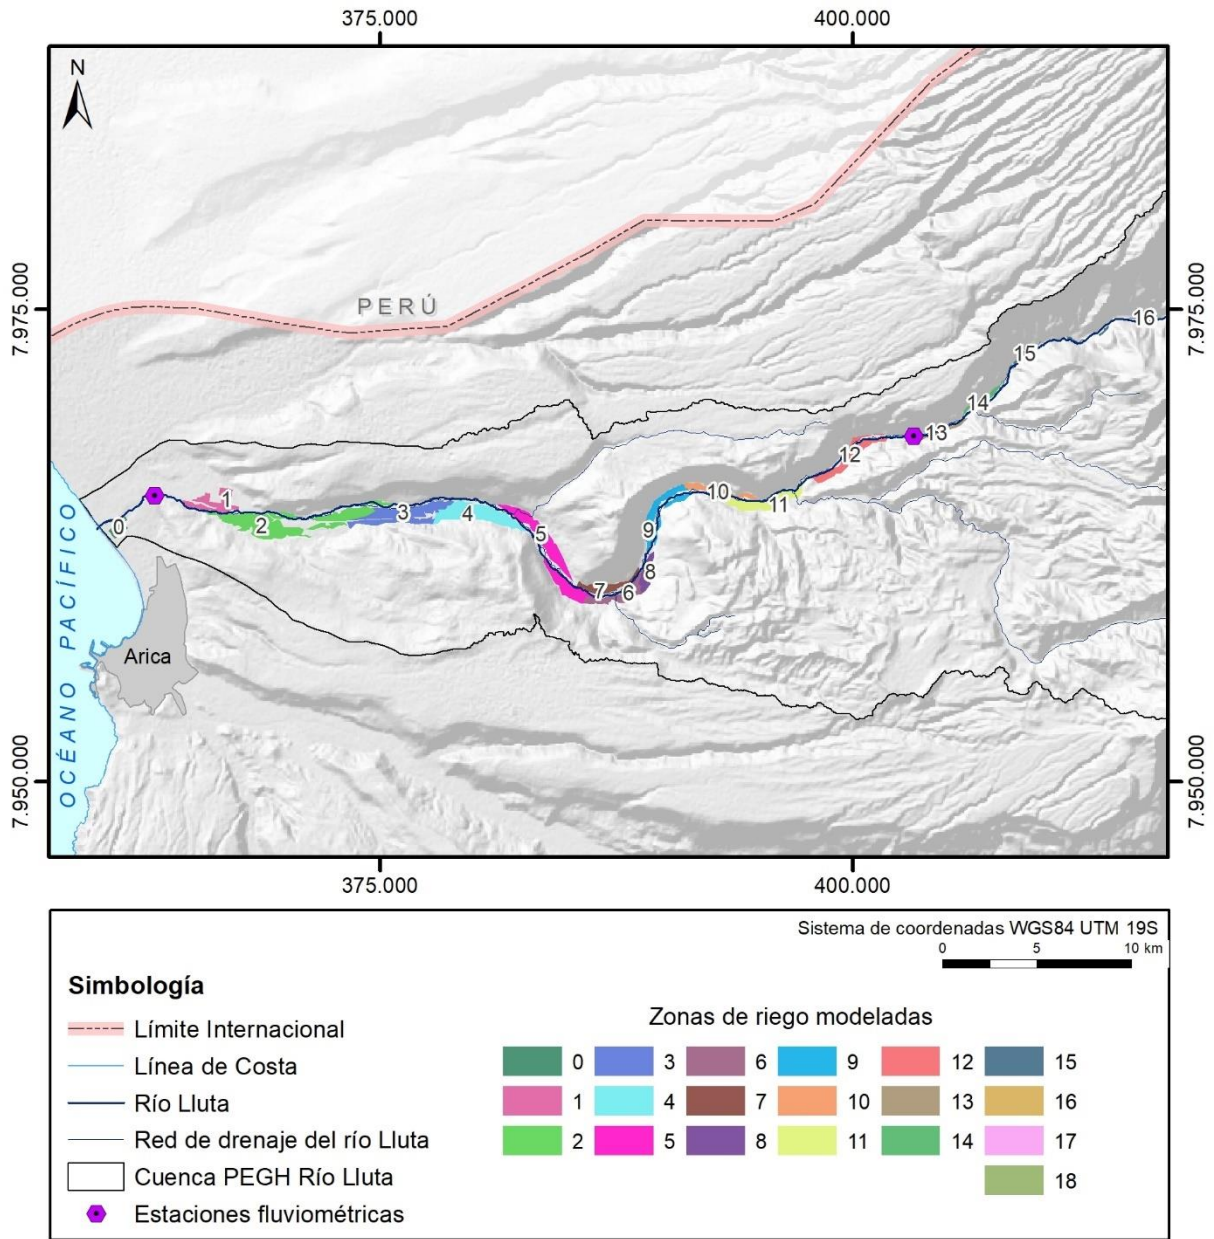 375.000
400.000
N
PERÚ
7.975.000
7.975.000
16
15
14
13
12
11
10
9
8
7
6
5
4
3
2
1
0
OCÉANO PACÍFICO
Arica
7.950.000
7.950.000
375.000
400.000
Sistema de coordenadas WGS84 UTM 19S
0 5 10 km
Simbología
Límite Internacional
Línea de Costa
Río Lluta
Red de drenaje del río Lluta
Cuenca PEGH Río Lluta
Estaciones fluviométricas
Zonas de riego modeladas
0 3 6 9 12 15
1 4 7 10 13 16
2 5 8 11 14 17
18